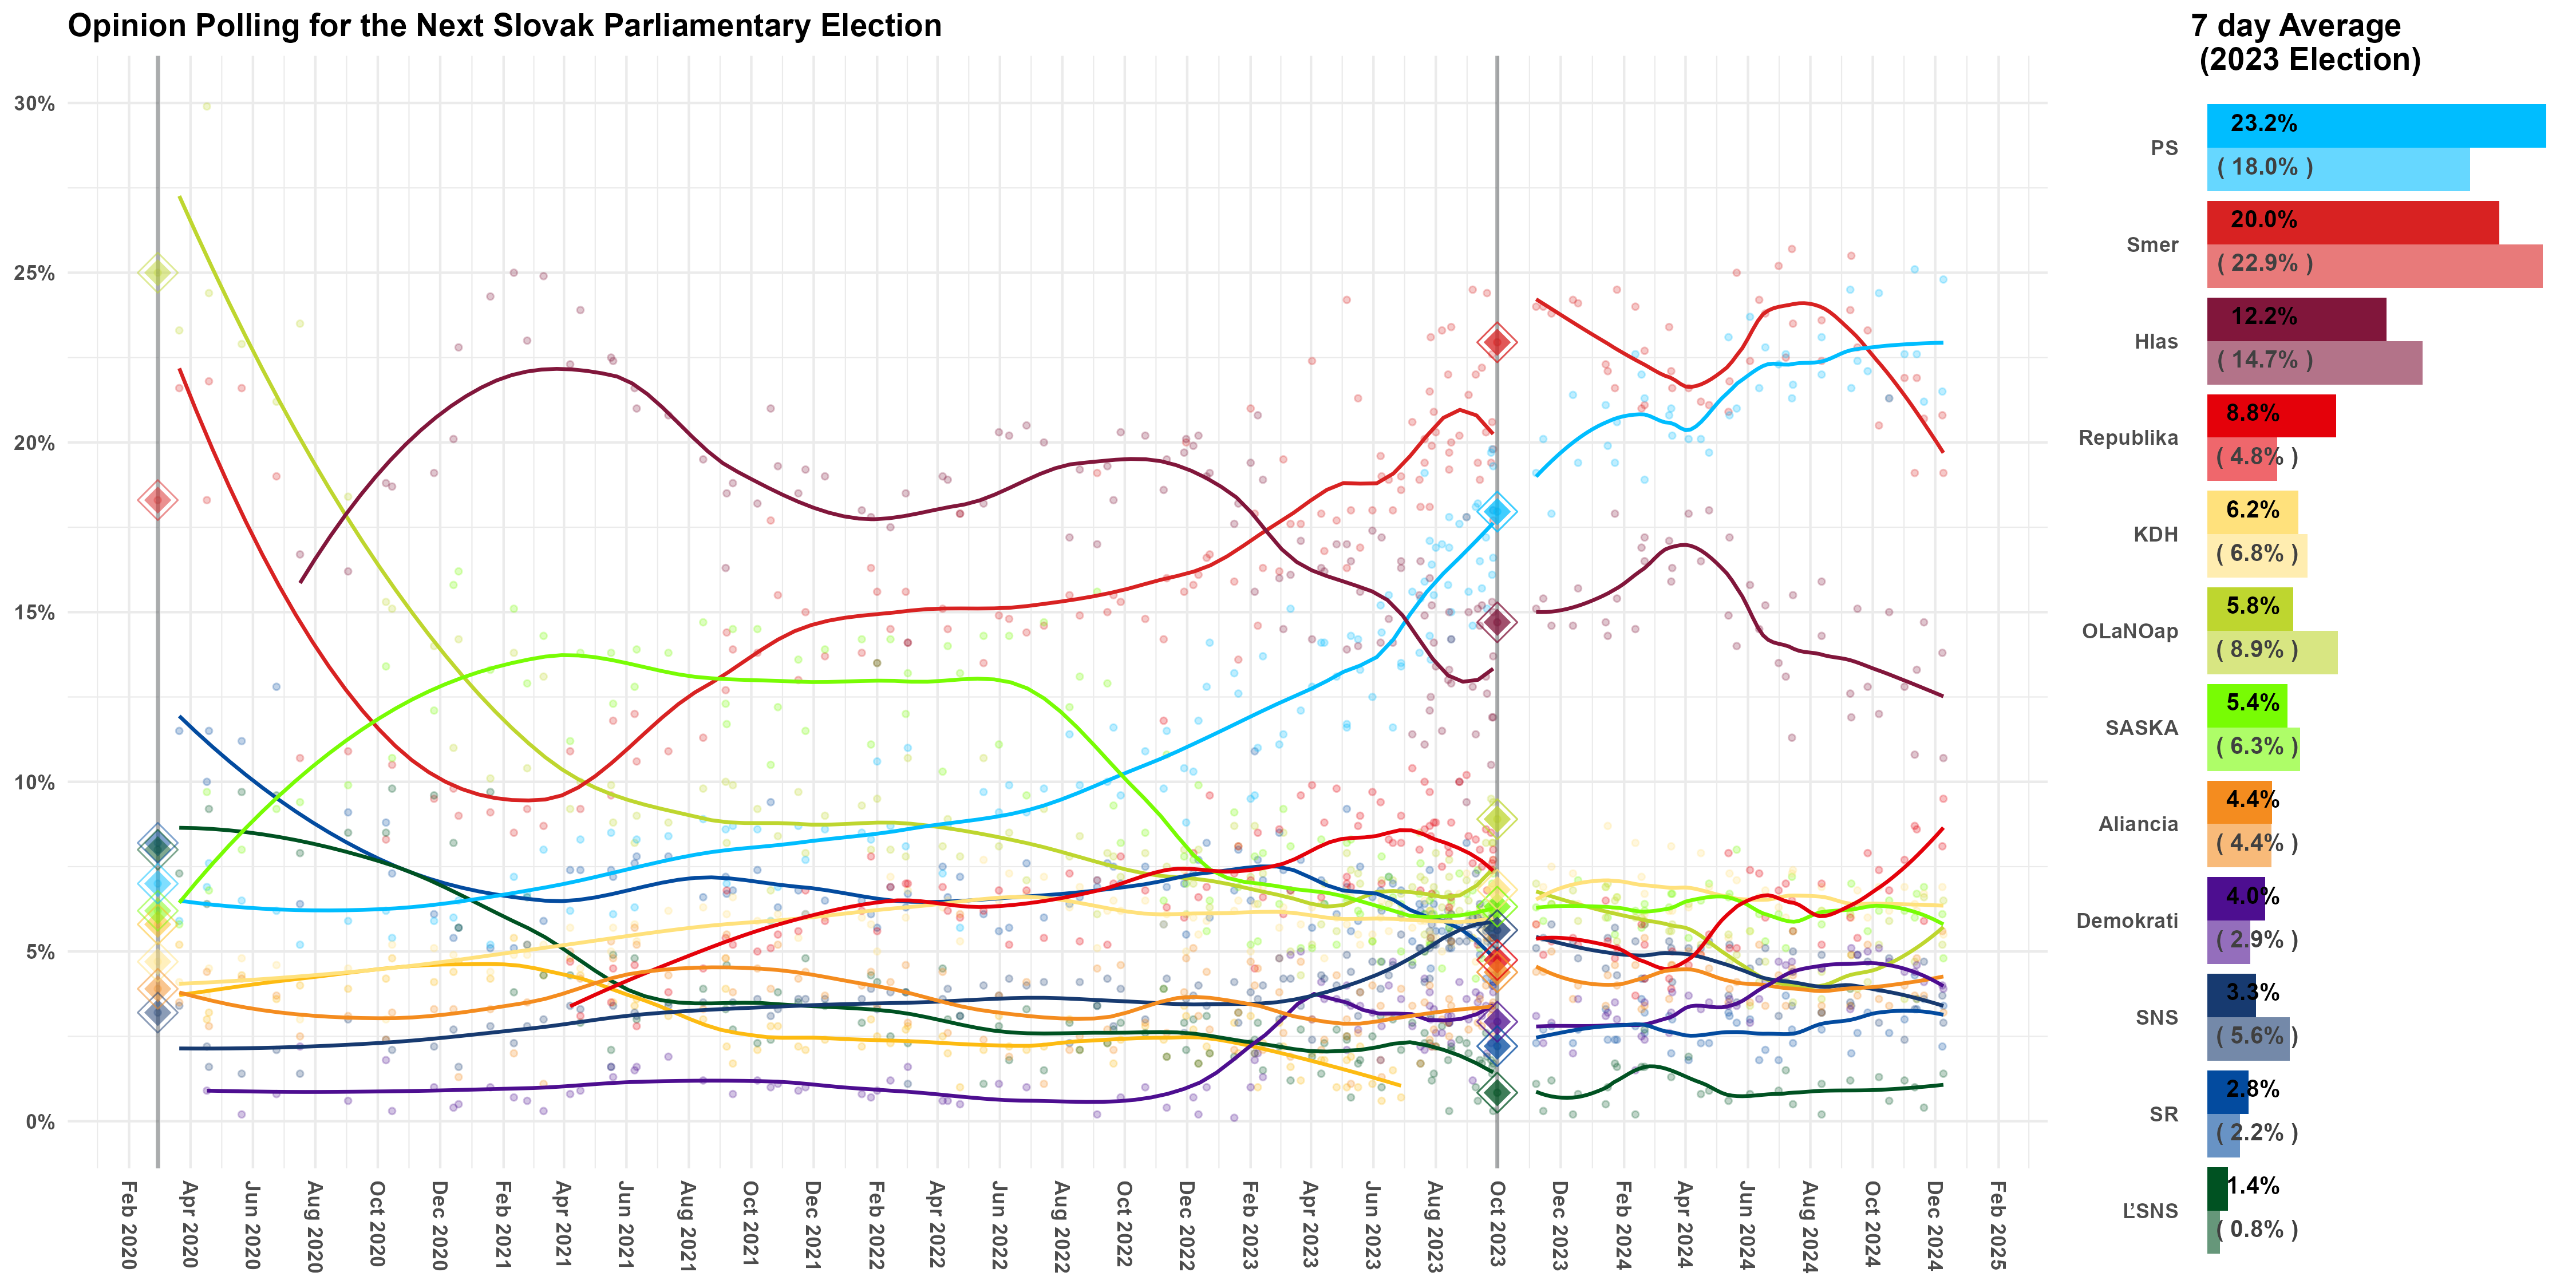 Opinion Polling for the Next Slovak Parliamentary Election
7 day Average
(2023 Election)
30%
25%
20%
15%
10%
5%
0%
Feb 2020
Apr 2020
Jun 2020
Aug 2020
Oct 2020
Dec 2020
Feb 2021
Apr 2021
Jun 2021
Aug 2021
Oct 2021
Dec 2021
Feb 2022
Apr 2022
Jun 2022
Aug 2022
Oct 2022
Dec 2022
Feb 2023
Apr 2023
Jun 2023
Aug 2023
Oct 2023
Dec 2023
Feb 2024
Apr 2024
Jun 2024
Aug 2024
Oct 2024
Dec 2024
Feb 2025
PS
23.2%
( 18.0% )
Smer
20.0%
( 22.9% )
Hlas
12.2%
( 14.7% )
Republika
8.8%
( 4.8% )
KDH
6.2%
( 6.8% )
OLaNOap
5.8%
( 8.9% )
SASKA
5.4%
( 6.3% )
Aliancia
4.4%
( 4.4% )
Demokrati
4.0%
( 2.9% )
SNS
3.3%
( 5.6% )
SR
2.8%
( 2.2% )
ĽSNS
1.4%
( 0.8% )